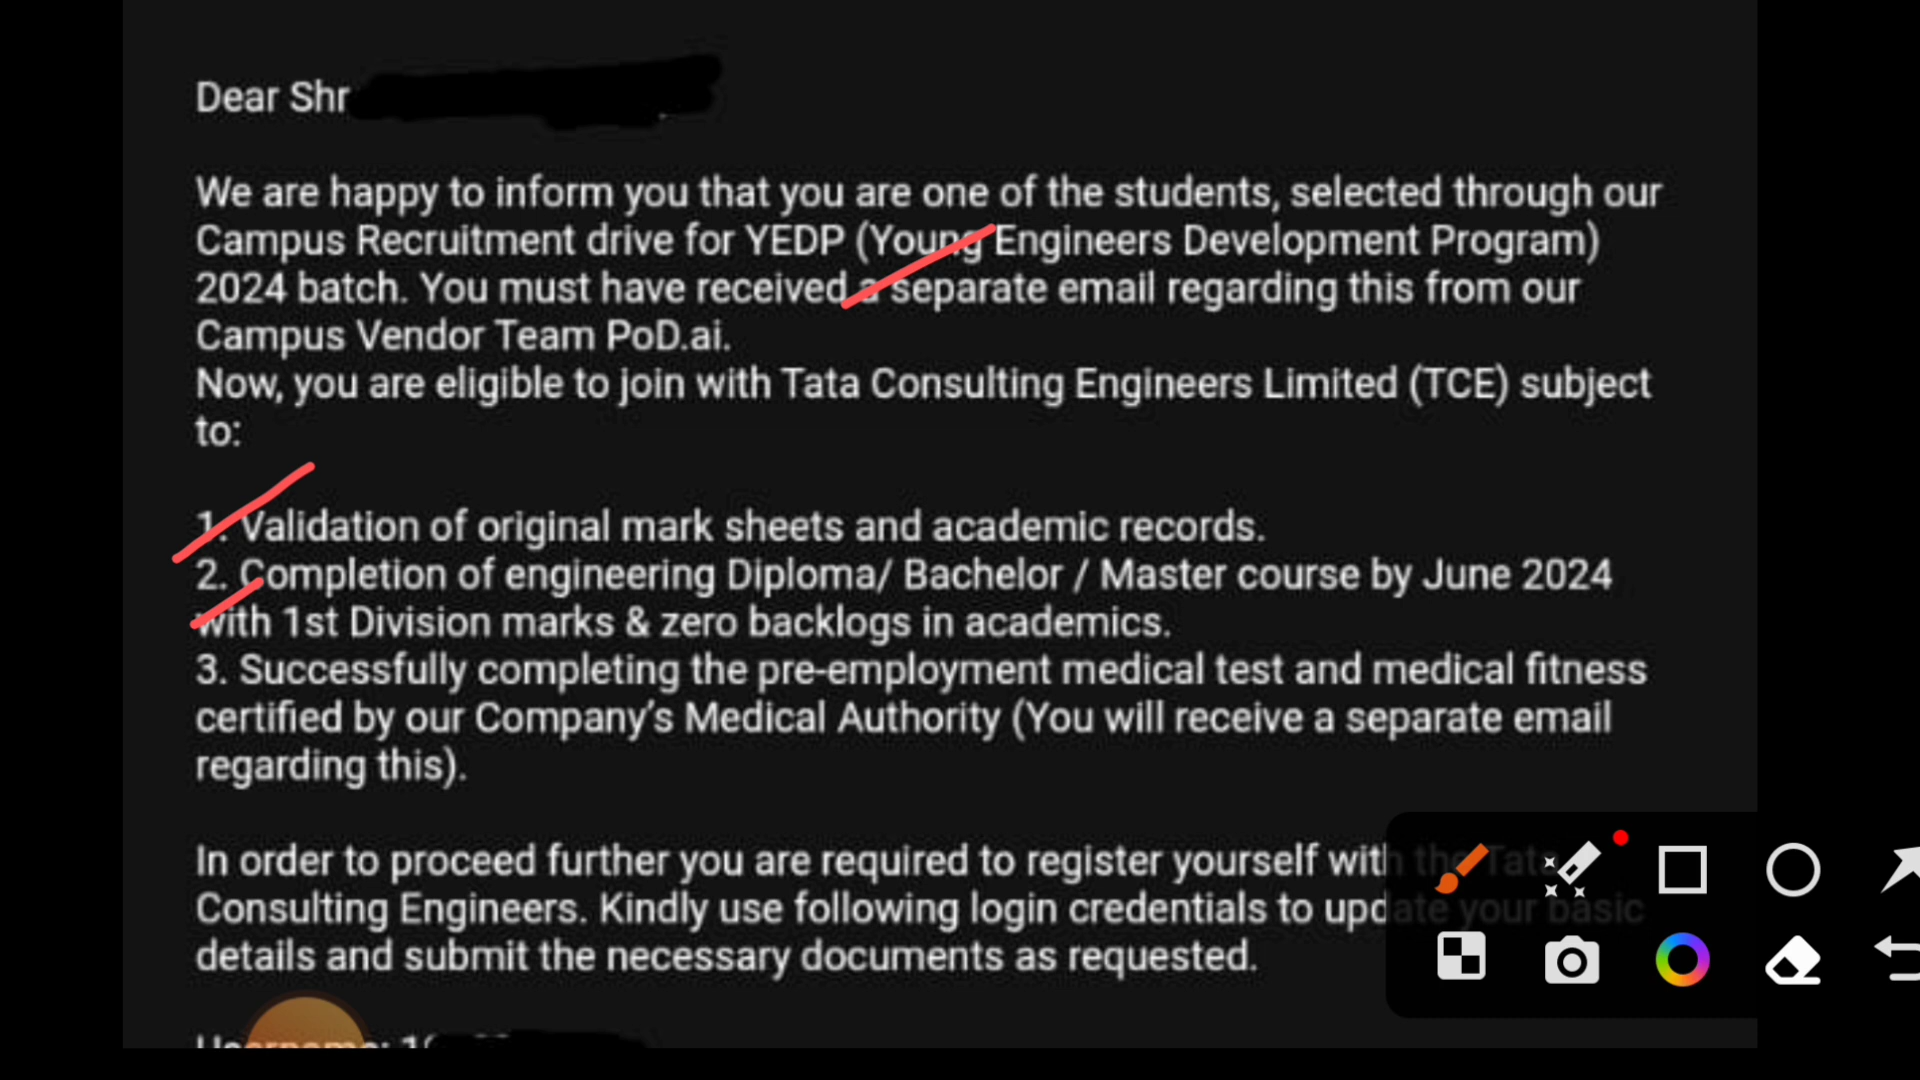 Dear Shr
We are happy to inform you that you are one of the students, selected through our
Campus Recruitment drive for YEDP (Young Engineers Development Program)
2024 batch. You must have received a separate email regarding this from our
Campus Vendor Team PoD.ai.
Now, you are eligible to join with Tata Consulting Engineers Limited (TCE) subject
to:
1. Validation of original mark sheets and academic records.
2. Completion of engineering Diploma/ Bachelor / Master course by June 2024
with 1st Division marks & zero backlogs in academics.
3. Successfully completing the pre-employment medical test and medical fitness
certified by our Company's Medical Authority (You will receive a separate email
regarding this).
In order to proceed further you are required to register yourself with the Tata
Consulting Engineers. Kindly use following login credentials to update your basic
details and submit the necessary documents as requested.